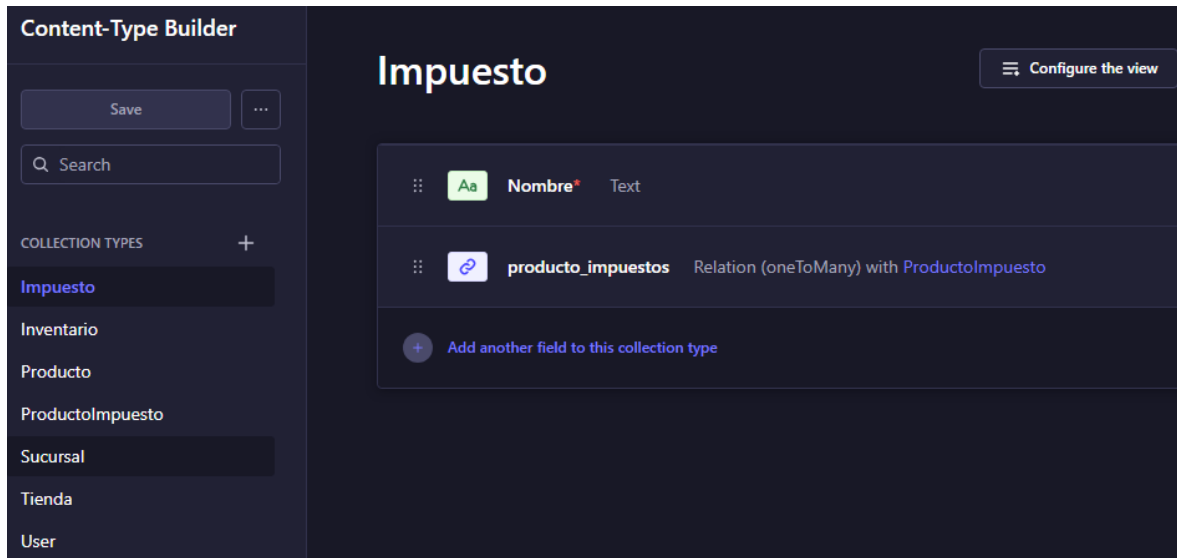 Content-Type Builder
Save
...
Search
COLLECTION TYPES +
Impuesto
Inventario
Producto
ProductoImpuesto
Sucursal
Tienda
User
Impuesto
Configure the view
Aa Nombre* Text
producto_impuestos Relation (oneToMany) with ProductoImpuesto
+ Add another field to this collection type